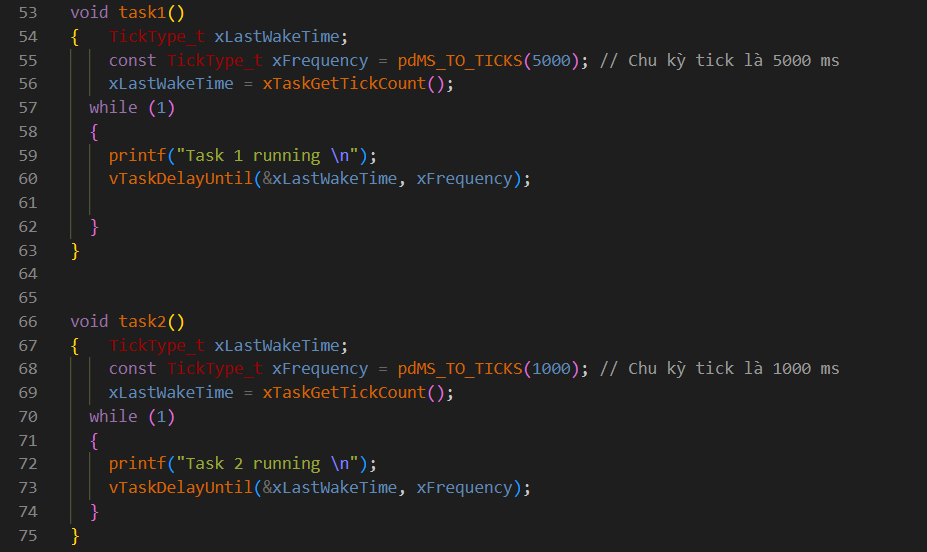 53 void task1()
54 { TickType_t xLastWakeTime;
55 const TickType_t xFrequency = pdMS_TO_TICKS(5000); // Chu kỳ tick là 5000 ms
56 xLastWakeTime = xTaskGetTickCount();
57 while (1)
58 {
59 printf("Task 1 running \n");
60 vTaskDelayUntil(&xLastWakeTime, xFrequency);
61
62 }
63 }
64
65
66 void task2()
67 { TickType_t xLastWakeTime;
68 const TickType_t xFrequency = pdMS_TO_TICKS(1000); // Chu kỳ tick là 1000 ms
69 xLastWakeTime = xTaskGetTickCount();
70 while (1)
71 {
72 printf("Task 2 running \n");
73 vTaskDelayUntil(&xLastWakeTime, xFrequency);
74 }
75 }